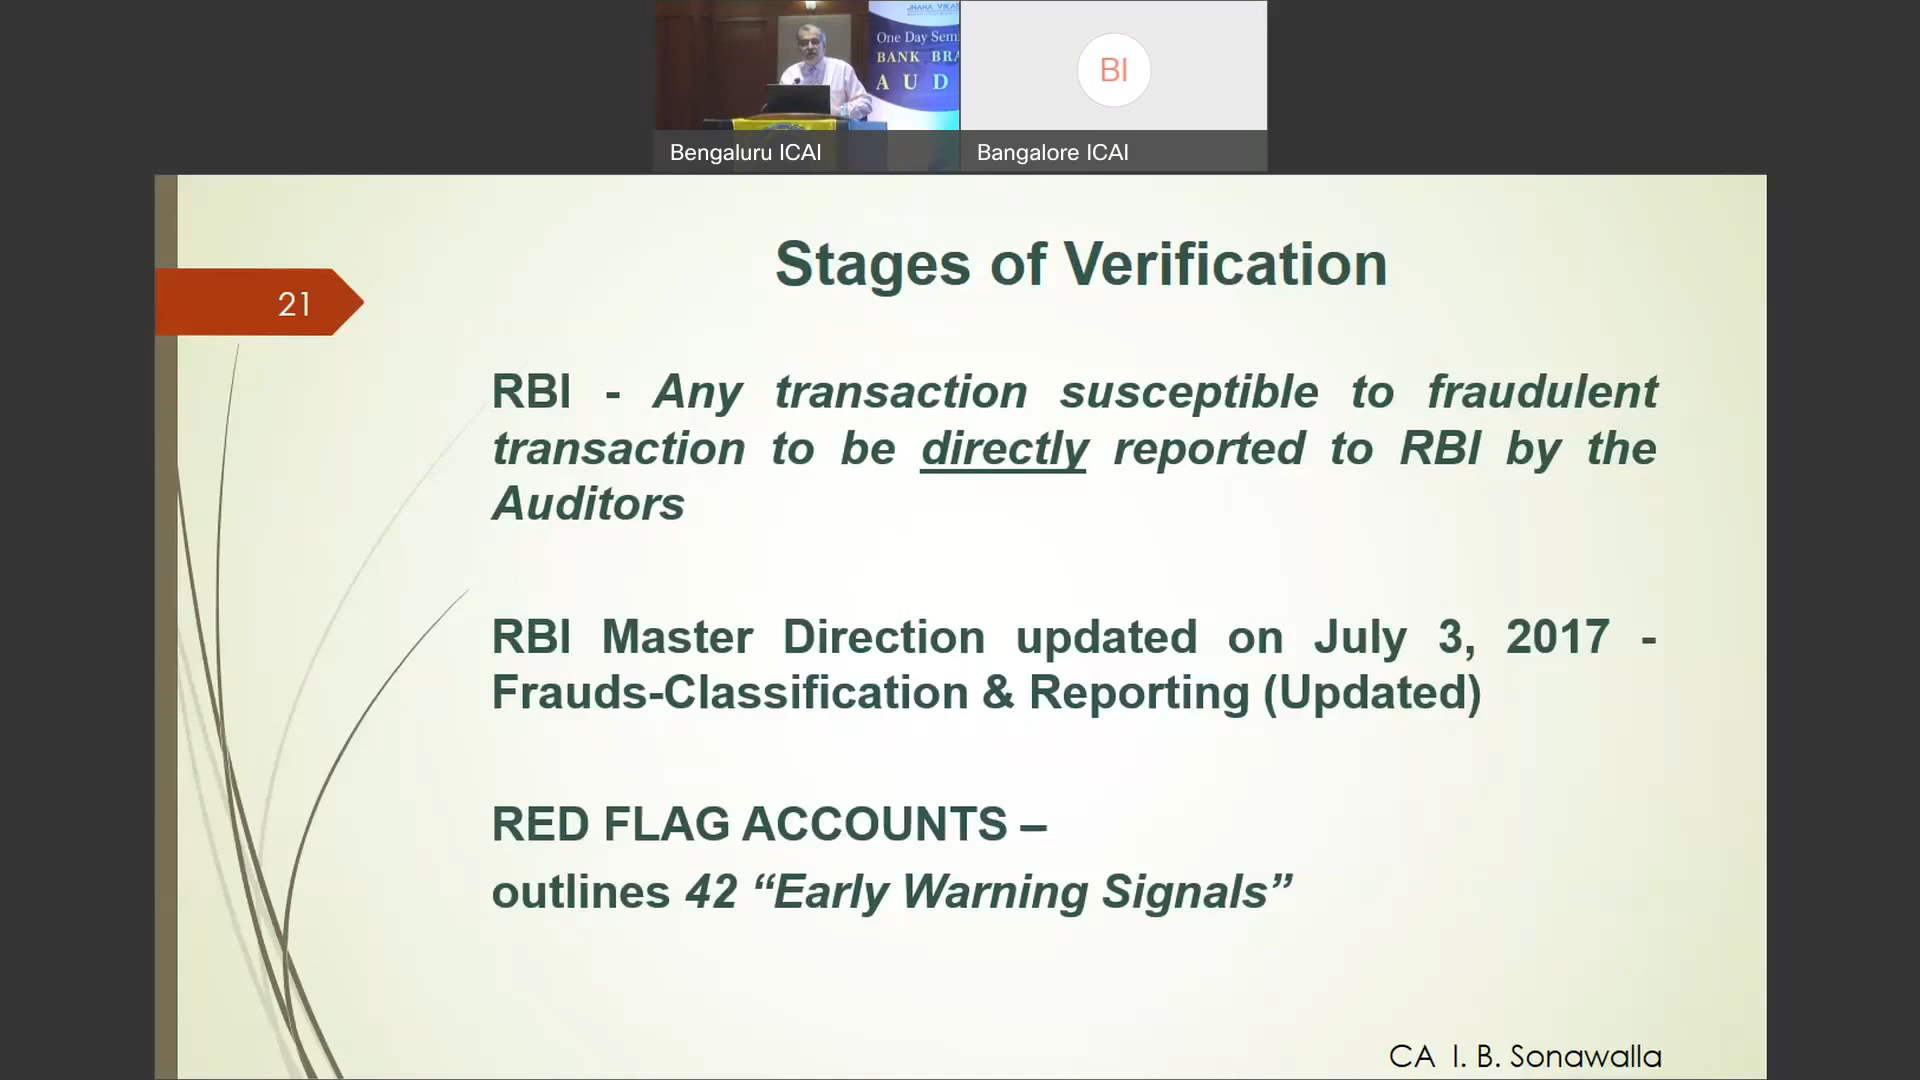 JNANA VIKAS
One Day Sem
BANK BRA
A U D
BI
Bengaluru ICAI
Bangalore ICAI
Stages of Verification
21
RBI - Any transaction susceptible to fraudulent
transaction to be directly reported to RBI by the
Auditors
RBI Master Direction updated on July 3, 2017 -
Frauds-Classification & Reporting (Updated)
RED FLAG ACCOUNTS –
outlines 42 “Early Warning Signals”
CA I. B. Sonawalla